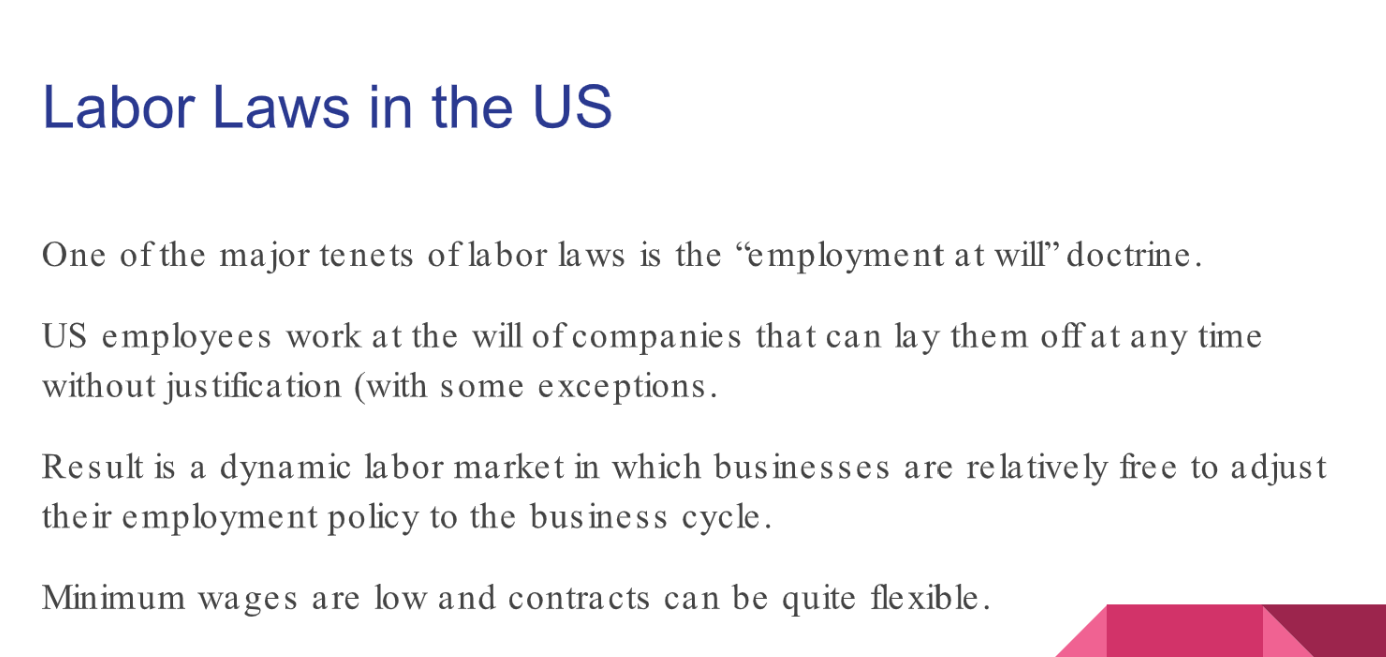 Labor Laws in the US
One of the major tenets of labor laws is the “employment at will” doctrine.
US employees work at the will of companies that can lay them off at any time
without justification (with some exceptions.
Result is a dynamic labor market in which businesses are relatively free to adjust
their employment policy to the business cycle.
Minimum wages are low and contracts can be quite flexible.